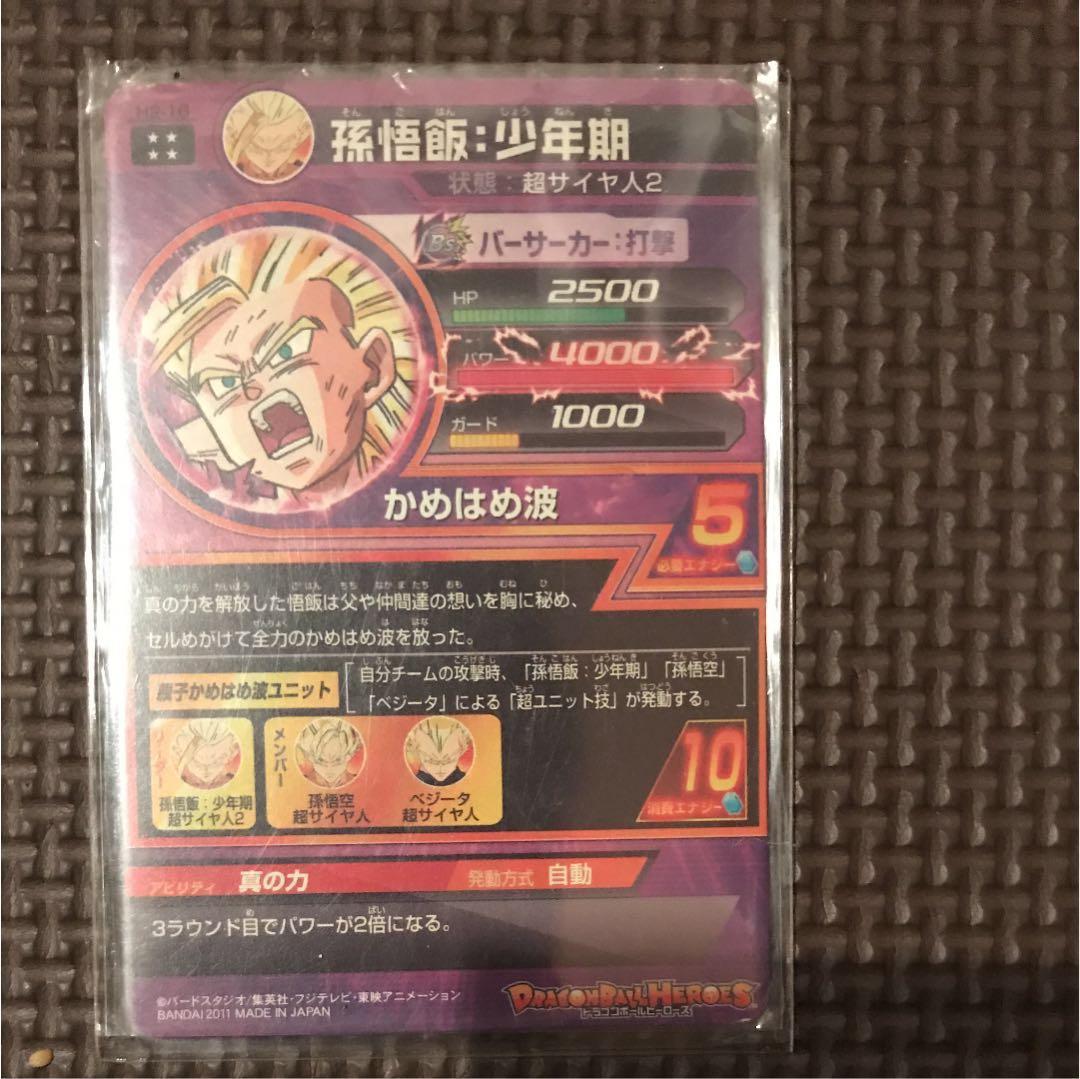 H2-16
孫悟飯:少年期
状態:超サイヤ人2
Bs バーサーカー:打撃
HP 2500
パワー 4000
ガード 1000
かめはめ波
5
必要エナジー
真の力を解放した悟飯は父や仲間達の想いを胸に秘め、
セルめがけて全力のかめはめ波を放った。
親子かめはめ波ユニット
自分チームの攻撃時、「孫悟飯:少年期」「孫悟空」
「ベジータ」による「超ユニット技」が発動する。
リーダー
孫悟飯:少年期
超サイヤ人2
メンバー
孫悟空
超サイヤ人
ベジータ
超サイヤ人
10
消費エナジー
アビリティ 真の力 発動方式 自動
3ラウンド目でパワーが2倍になる。
©バードスタジオ/集英社・フジテレビ・東映アニメーション
BANDAI 2011 MADE IN JAPAN
DRAGONBALL HEROES
ドラゴンボールヒーローズ